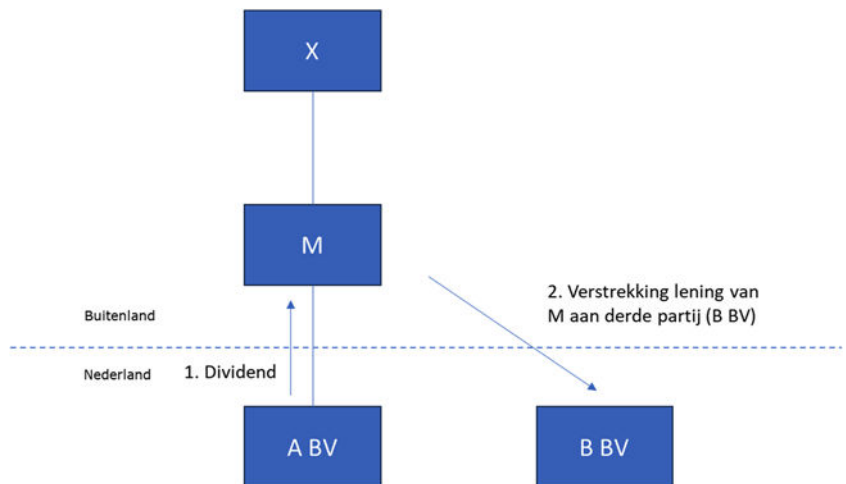 X
M
2. Verstrekking lening van
M aan derde partij (B BV)
Buitenland
Nederland
1. Dividend
A BV
B BV